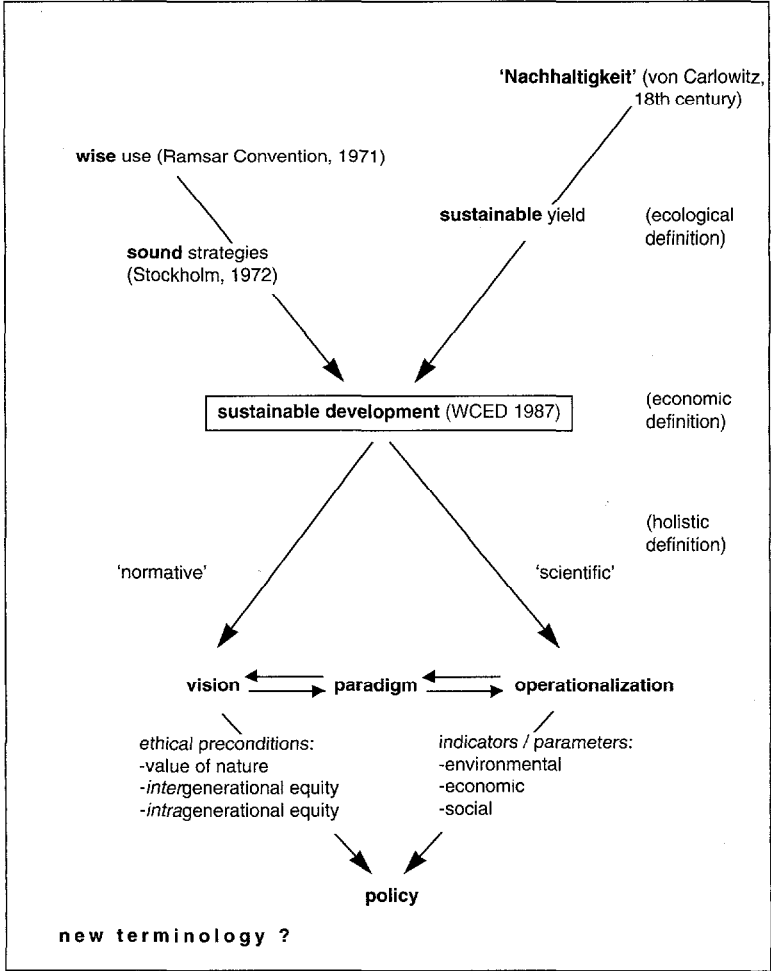 'Nachhaltigkeit' (von Carlowitz,
18th century)
wise use (Ramsar Convention, 1971)
sustainable yield
(ecological
definition)
sound strategies
(Stockholm, 1972)
sustainable development (WCED 1987)
(economic
definition)
(holistic
definition)
'normative'
'scientific'
vision
paradigm
operationalization
ethical preconditions:
-value of nature
-intergenerational equity
-intragenerational equity
indicators / parameters:
-environmental
-economic
-social
policy
new terminology ?